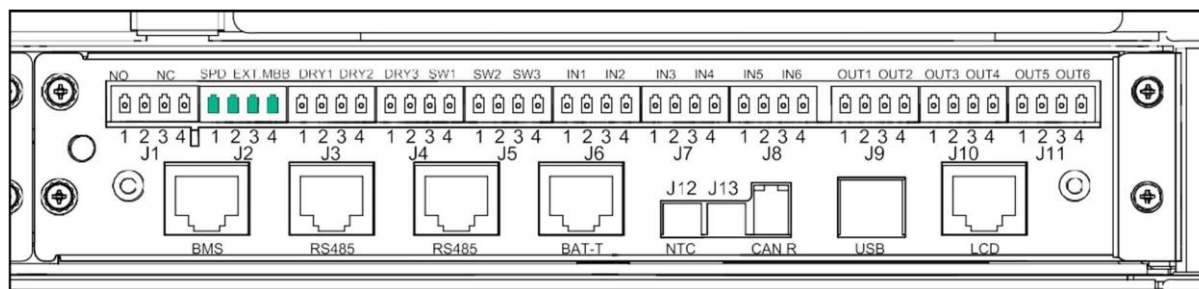 NO NC SPD EXT.MBB DRY1 DRY2 DRY3 SW1 SW2 SW3 IN1 IN2 IN3 IN4 IN5 IN6 OUT1 OUT2 OUT3 OUT4 OUT5 OUT6
1 2 3 4 1 2 3 4 1 2 3 4 1 2 3 4 1 2 3 4 1 2 3 4 1 2 3 4 1 2 3 4 1 2 3 4 1 2 3 4 1 2 3 4
J1 J2 J3 J4 J5 J6 J7 J8 J9 J10 J11
J12 J13
BMS RS485 RS485 BAT-T NTC CAN R USB LCD